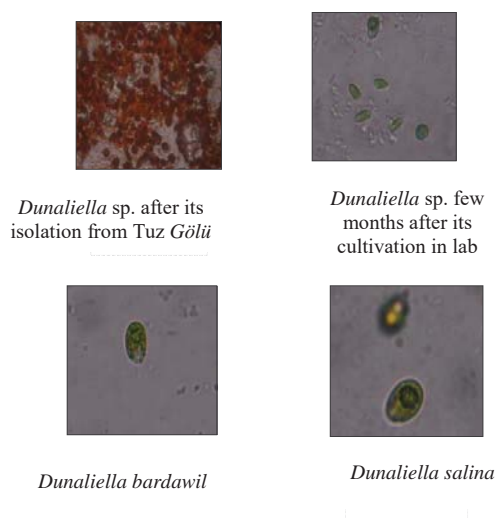 Dunaliella sp. after its
isolation from Tuz Gölü
Dunaliella sp. few
months after its
cultivation in lab
Dunaliella bardawil
Dunaliella salina